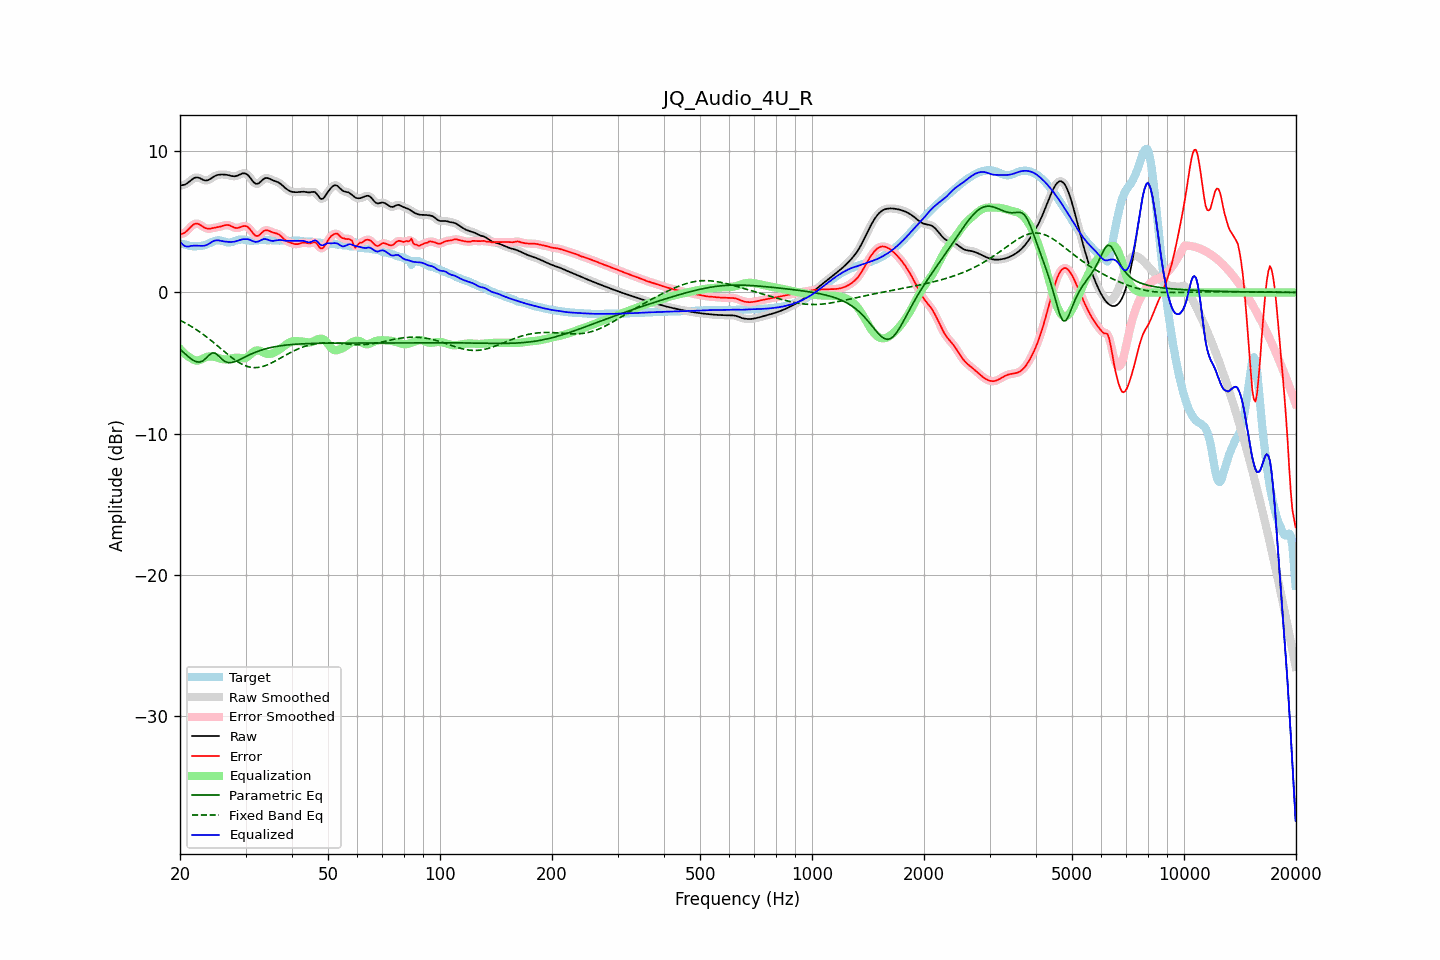 JQ_Audio_4U_R
10
0
−10
−20
−30
Amplitude (dBr)
Target
Raw Smoothed
Error Smoothed
Raw
Error
Equalization
Parametric Eq
Fixed Band Eq
Equalized
20 50 100 200 500 1000 2000 5000 10000 20000
Frequency (Hz)